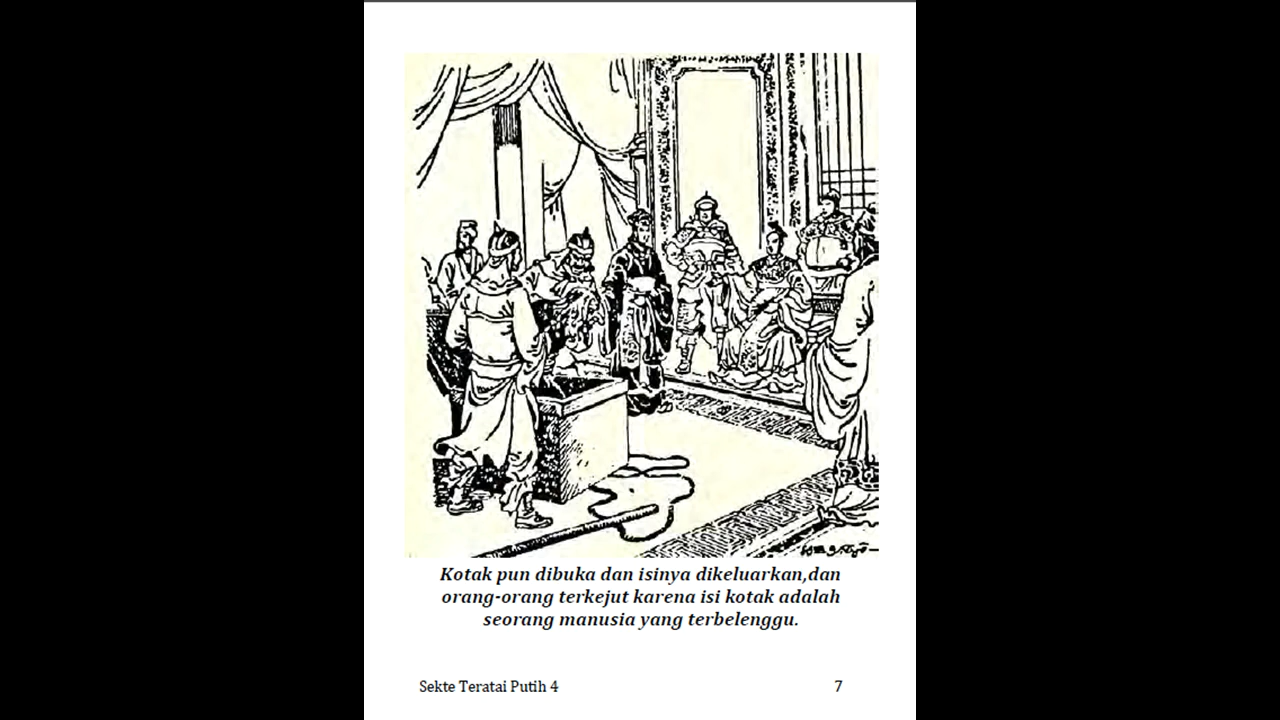 Kotak pun dibuka dan isinya dikeluarkan,dan
orang-orang terkejut karena isi kotak adalah
seorang manusia yang terbelenggu.
Sekte Teratai Putih 4
7